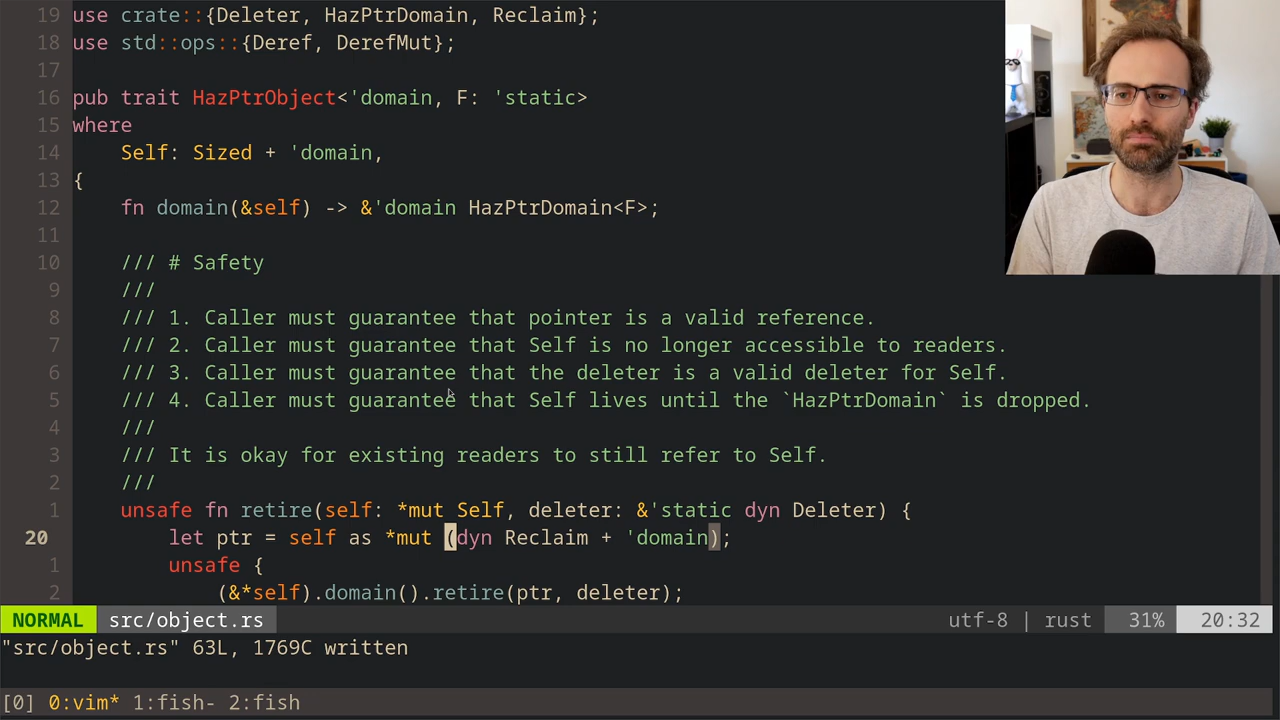 19 use crate::{Deleter, HazPtrDomain, Reclaim};
18 use std::ops::{Deref, DerefMut};
17
16 pub trait HazPtrObject<'domain, F: 'static>
15 where
14     Self: Sized + 'domain,
13 {
12     fn domain(&self) -> &'domain HazPtrDomain<F>;
11
10     /// # Safety
9     ///
8     /// 1. Caller must guarantee that pointer is a valid reference.
7     /// 2. Caller must guarantee that Self is no longer accessible to readers.
6     /// 3. Caller must guarantee that the deleter is a valid deleter for Self.
5     /// 4. Caller must guarantee that Self lives until the `HazPtrDomain` is dropped.
4     ///
3     /// It is okay for existing readers to still refer to Self.
2     ///
1     unsafe fn retire(self: *mut Self, deleter: &'static dyn Deleter) {
20         let ptr = self as *mut (dyn Reclaim + 'domain);
1         unsafe {
2             (&*self).domain().retire(ptr, deleter);
NORMAL src/object.rs utf-8 | rust 31% 20:32
"src/object.rs" 63L, 1769C written
[0] 0:vim* 1:fish- 2:fish